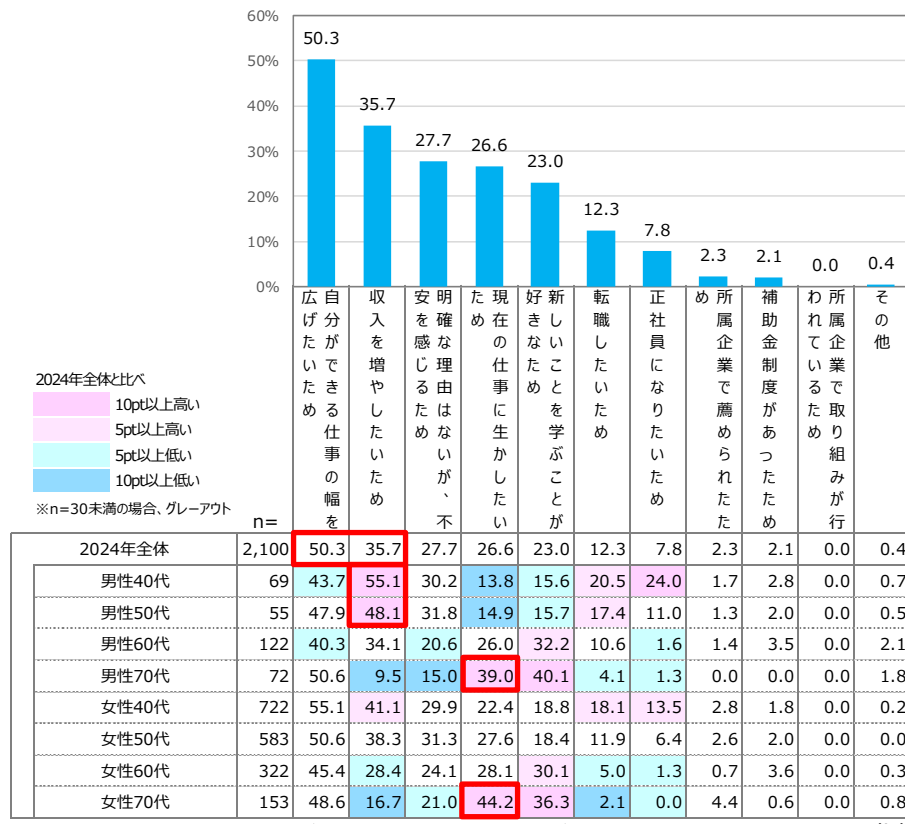 60%
50%
40%
30%
20%
10%
0%
50.3
35.7
27.7
26.6
23.0
12.3
7.8
2.3
2.1
0.0
0.4
自分ができる仕事の幅を
広げたいため
収入を増やしたいため
明確な理由はないが、不
安を感じるため
現在の仕事に生かしたい
ため
新しいことを学ぶことが
好きなため
転職したいため
正社員になりたいため
所属企業で薦められたた
め
補助金制度があったため
所属企業で取り組みが行
われているため
その他
2024年全体と比べ
10pt以上高い
5pt以上高い
5pt以上低い
10pt以上低い
※n=30未満の場合、グレーアウト
n=
2024年全体 2,100 50.3 35.7 27.7 26.6 23.0 12.3 7.8 2.3 2.1 0.0 0.4
男性40代 69 43.7 55.1 30.2 13.8 15.6 20.5 24.0 1.7 2.8 0.0 0.7
男性50代 55 47.9 48.1 31.8 14.9 15.7 17.4 11.0 1.3 2.0 0.0 0.5
男性60代 122 40.3 34.1 20.6 26.0 32.2 10.6 1.6 1.4 3.5 0.0 2.1
男性70代 72 50.6 9.5 15.0 39.0 40.1 4.1 1.3 0.0 0.0 0.0 1.8
女性40代 722 55.1 41.1 29.9 22.4 18.8 18.1 13.5 2.8 1.8 0.0 0.2
女性50代 583 50.6 38.3 31.3 27.6 18.4 11.9 6.4 2.6 2.0 0.0 0.0
女性60代 322 45.4 28.4 24.1 28.1 30.1 5.0 1.3 0.7 3.6 0.0 0.3
女性70代 153 48.6 16.7 21.0 44.2 36.3 2.1 0.0 4.4 0.6 0.0 0.8